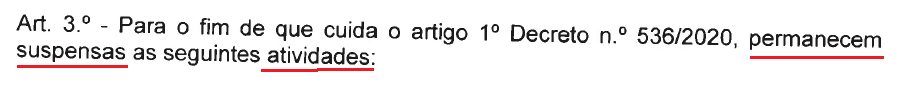 Art. 3.º - Para o fim de que cuida o artigo 1º Decreto n.º 536/2020, permanecem
suspensas as seguintes atividades: